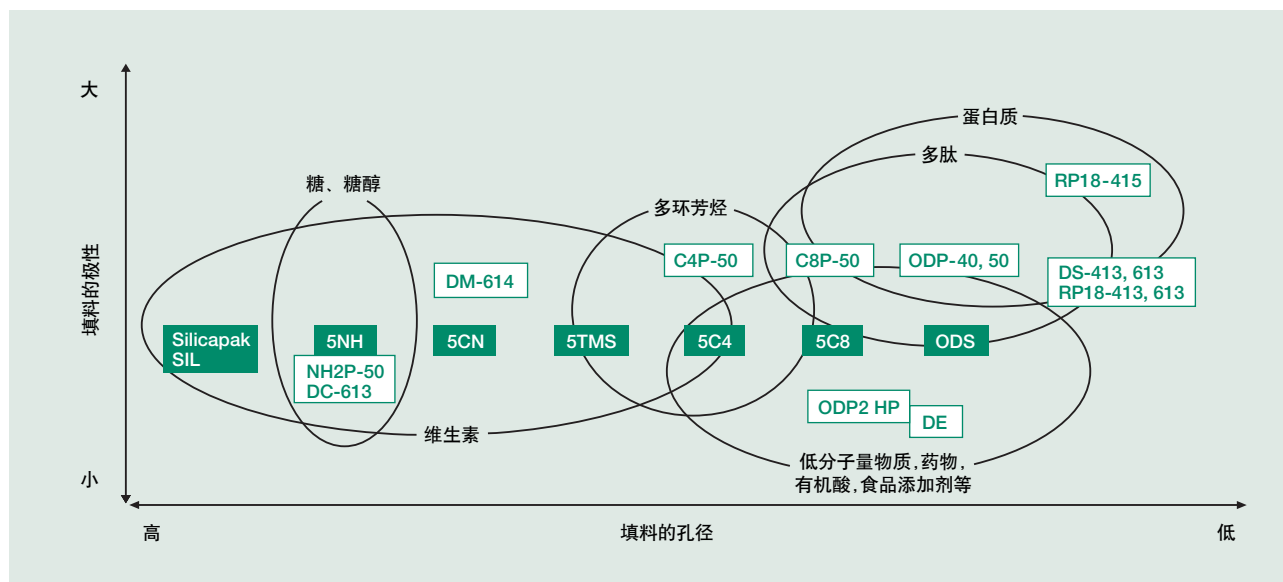 大
蛋白质
多肽
RP18-415
糖、糖醇
多环芳烃
填料的极性
C4P-50
C8P-50
ODP-40, 50
DM-614
DS-413, 613
RP18-413, 613
Silicapak
SIL
5NH
5CN
5TMS
5C4
5C8
ODS
NH2P-50
DC-613
ODP2 HP
DE
维生素
低分子量物质,药物,
有机酸,食品添加剂等
小
高
填料的孔径
低